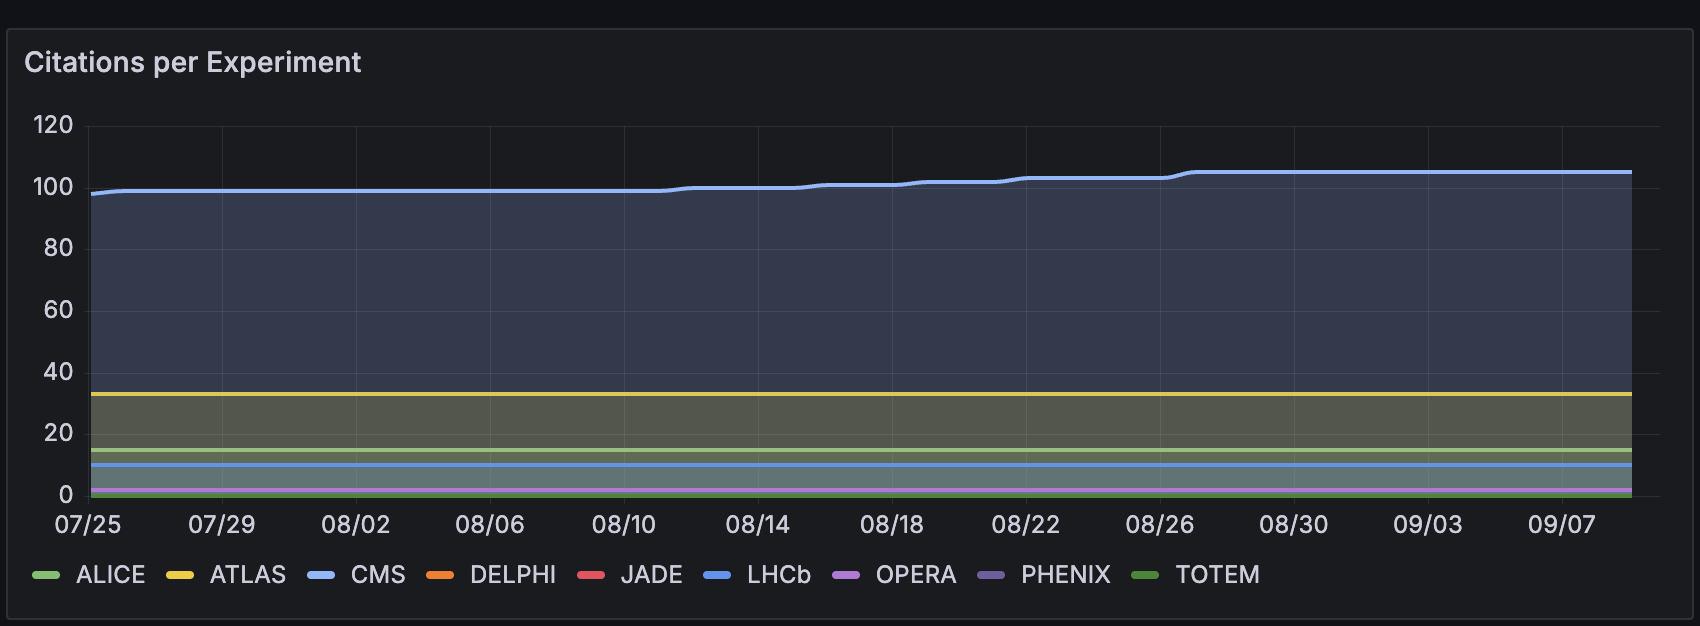 Citations per Experiment
120
100
80
60
40
20
0
07/25 07/29 08/02 08/06 08/10 08/14 08/18 08/22 08/26 08/30 09/03 09/07
ALICE ATLAS CMS DELPHI JADE LHCb OPERA PHENIX TOTEM